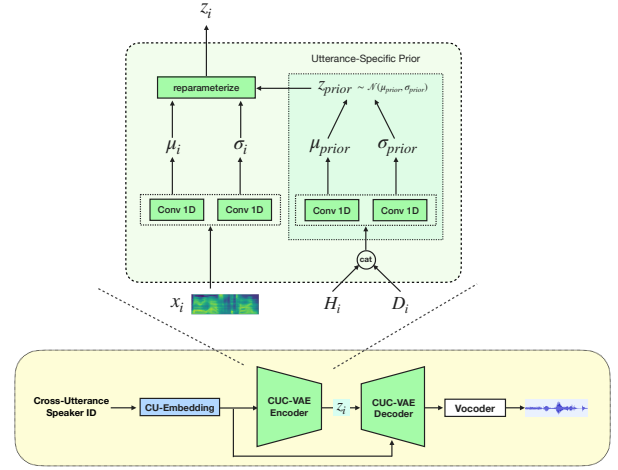 z_i
Utterance-Specific Prior
reparameterize
z_prior ~ N(μ_prior, σ_prior)
μ_i
σ_i
μ_prior
σ_prior
Conv 1D
Conv 1D
Conv 1D
Conv 1D
cat
x_i
H_i
D_i
Cross-Utterance
Speaker ID
CU-Embedding
CUC-VAE
Encoder
z_i
CUC-VAE
Decoder
Vocoder